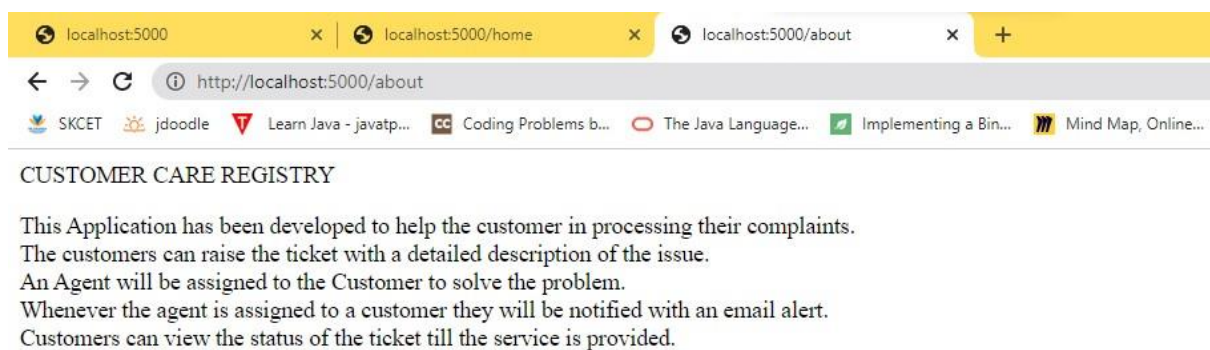 localhost:5000 localhost:5000/home localhost:5000/about
http://localhost:5000/about
SKCET jdoodle Learn Java - javatp... Coding Problems b... The Java Language... Implementing a Bin... Mind Map, Online...
CUSTOMER CARE REGISTRY
This Application has been developed to help the customer in processing their complaints.
The customers can raise the ticket with a detailed description of the issue.
An Agent will be assigned to the Customer to solve the problem.
Whenever the agent is assigned to a customer they will be notified with an email alert.
Customers can view the status of the ticket till the service is provided.